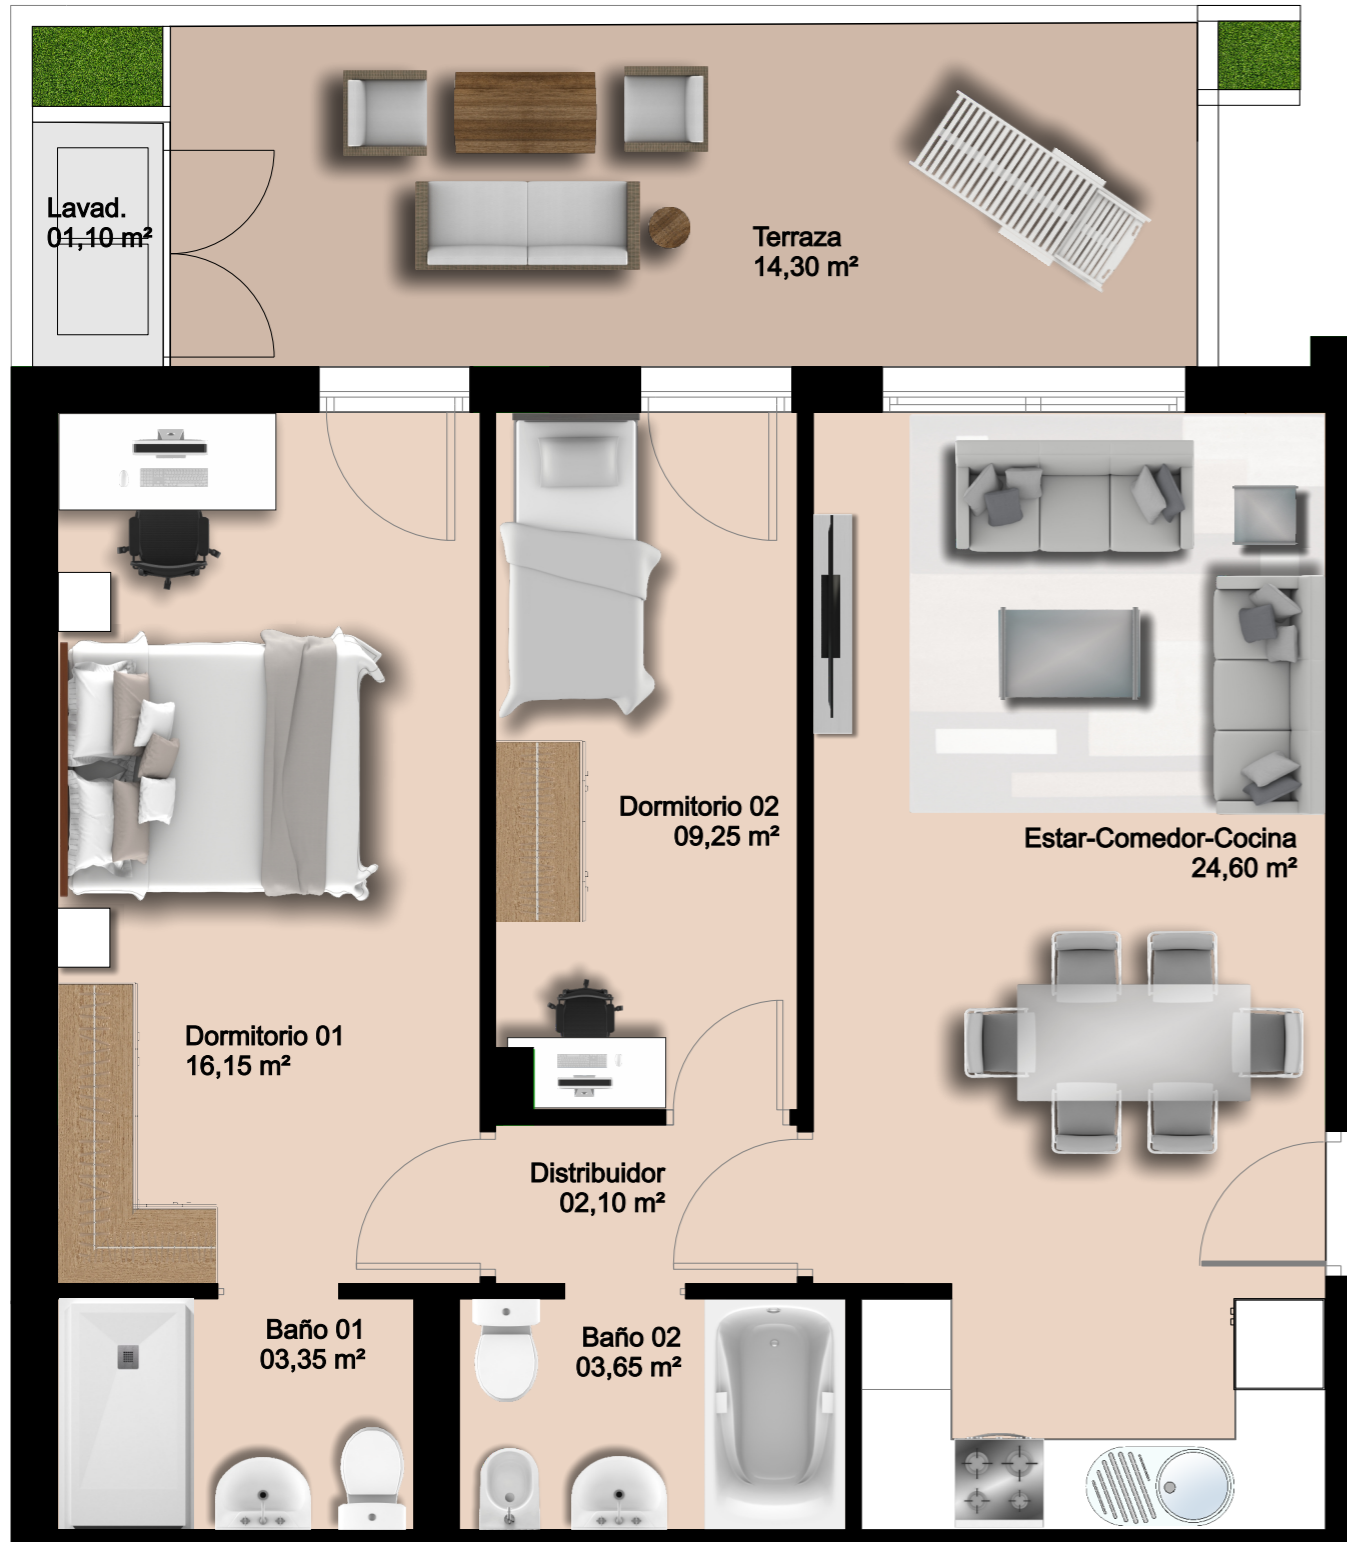 Lavad.
01,10 m²
Terraza
14,30 m²
Dormitorio 02
09,25 m²
Estar-Comedor-Cocina
24,60 m²
Dormitorio 01
16,15 m²
Distribuidor
02,10 m²
Baño 01
03,35 m²
Baño 02
03,65 m²